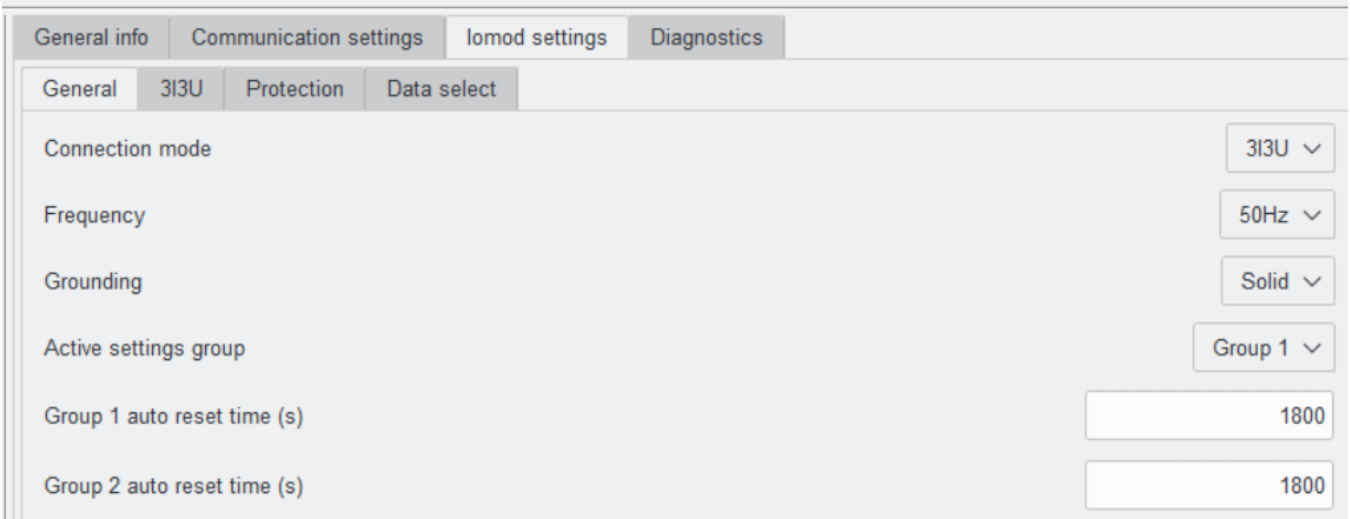 General info Communication settings Iomod settings Diagnostics
General 3I3U Protection Data select
Connection mode 3I3U
Frequency 50Hz
Grounding Solid
Active settings group Group 1
Group 1 auto reset time (s) 1800
Group 2 auto reset time (s) 1800